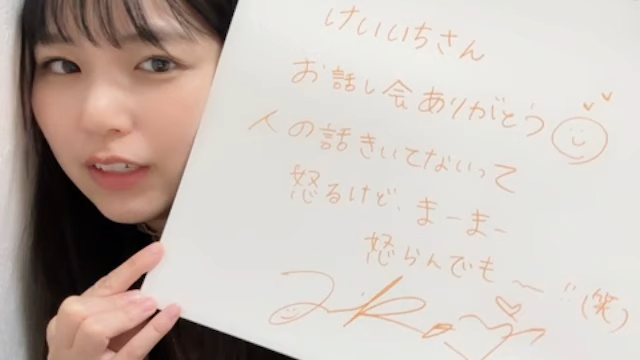 けいいちさん
お話し会ありがとう
人の話きいてないって
怒るけど、まーまー
怒らんでも〜"(笑)